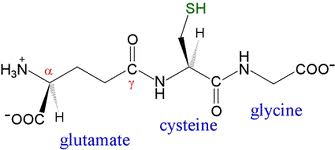 SH
O
H
H₃N⁺
α
γ
N
H
H
N
COO⁻
⁻OOC
H
O
glutamate
cysteine
glycine